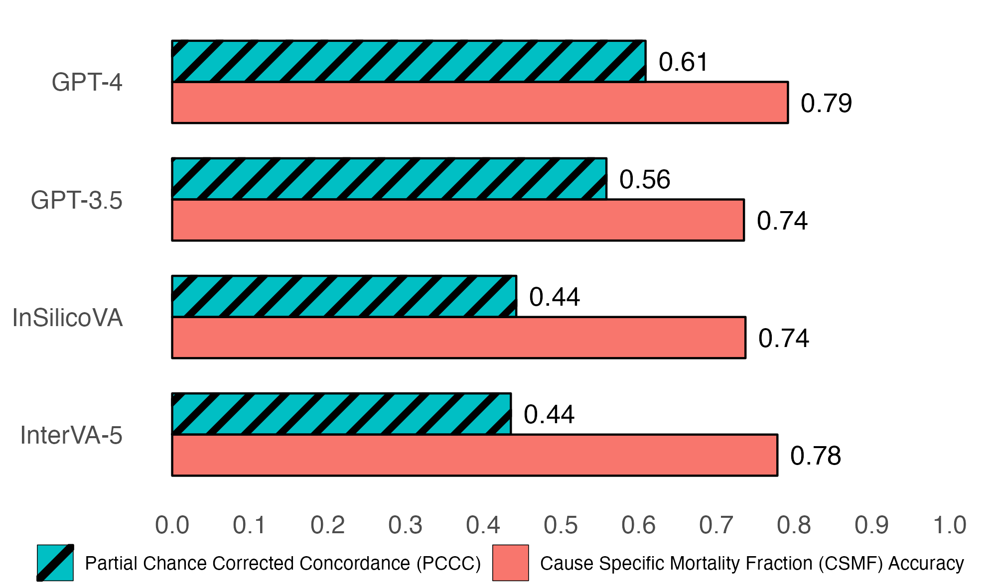 GPT-4
0.61
0.79
GPT-3.5
0.56
0.74
InSilicoVA
0.44
0.74
InterVA-5
0.44
0.78
0.0 0.1 0.2 0.3 0.4 0.5 0.6 0.7 0.8 0.9 1.0
Partial Chance Corrected Concordance (PCCC) Cause Specific Mortality Fraction (CSMF) Accuracy